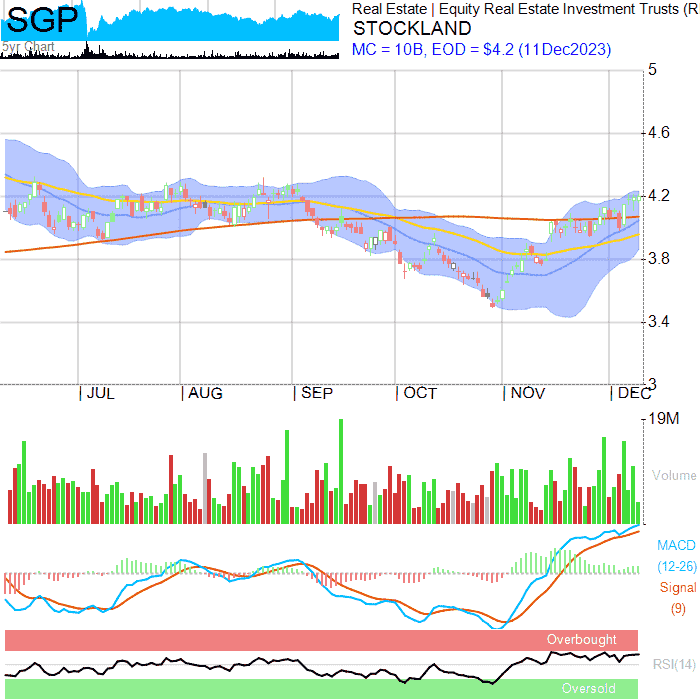 SGP
5yr Chart
Real Estate | Equity Real Estate Investment Trusts (R
STOCKLAND
MC = 10B, EOD = $4.2 (11Dec2023)
5
4.6
4.2
3.8
3.4
3
JUL AUG SEP OCT NOV DEC
19M
Volume
MACD
(12-26)
Signal
(9)
Overbought
RSI(14)
Oversold